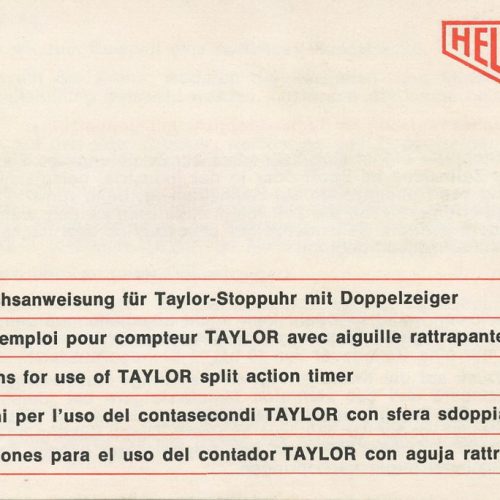 HEU
hsanweisung für Taylor-Stoppuhr mit Doppelzeiger
emploi pour compteur TAYLOR avec aiguille rattrapante
ns for use of TAYLOR split action timer
ni per l'uso del contasecondi TAYLOR con sfera sdoppia
iones para el uso del contador TAYLOR con aguja rattr